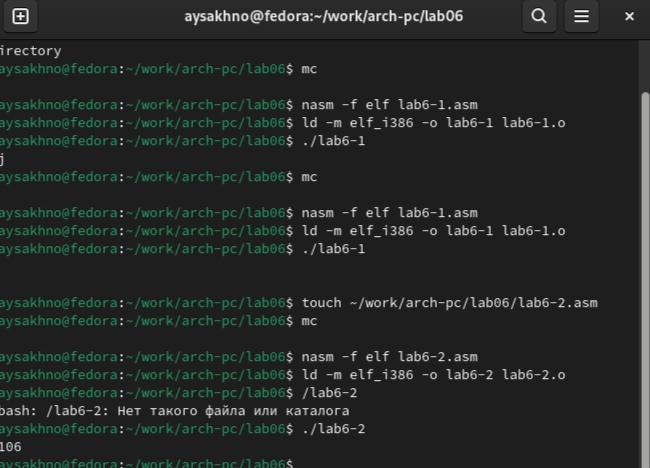 aysakhno@fedora:~/work/arch-pc/lab06
irectory
aysakhno@fedora:~/work/arch-pc/lab06$ mc
aysakhno@fedora:~/work/arch-pc/lab06$ nasm -f elf lab6-1.asm
aysakhno@fedora:~/work/arch-pc/lab06$ ld -m elf_i386 -o lab6-1 lab6-1.o
aysakhno@fedora:~/work/arch-pc/lab06$ ./lab6-1
j
aysakhno@fedora:~/work/arch-pc/lab06$ mc
aysakhno@fedora:~/work/arch-pc/lab06$ nasm -f elf lab6-1.asm
aysakhno@fedora:~/work/arch-pc/lab06$ ld -m elf_i386 -o lab6-1 lab6-1.o
aysakhno@fedora:~/work/arch-pc/lab06$ ./lab6-1
aysakhno@fedora:~/work/arch-pc/lab06$ touch ~/work/arch-pc/lab06/lab6-2.asm
aysakhno@fedora:~/work/arch-pc/lab06$ mc
aysakhno@fedora:~/work/arch-pc/lab06$ nasm -f elf lab6-2.asm
aysakhno@fedora:~/work/arch-pc/lab06$ ld -m elf_i386 -o lab6-2 lab6-2.o
aysakhno@fedora:~/work/arch-pc/lab06$ /lab6-2
bash: /lab6-2: Нет такого файла или каталога
aysakhno@fedora:~/work/arch-pc/lab06$ ./lab6-2
106
aysakhno@fedora:~/work/arch-pc/lab06$